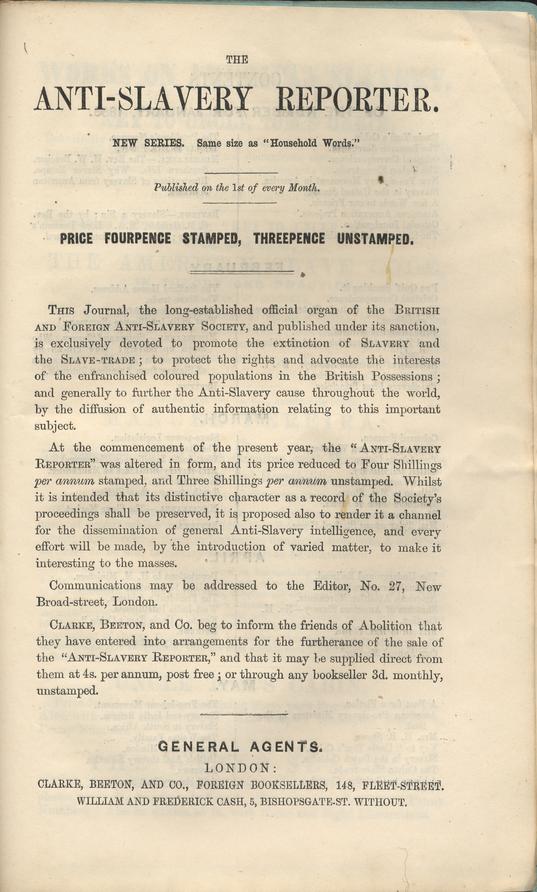 THE
ANTI-SLAVERY REPORTER.
NEW SERIES. Same size as "Household Words."
Published on the 1st of every Month.
PRICE FOURPENCE STAMPED, THREEPENCE UNSTAMPED.
THIS Journal, the long-established official organ of the BRITISH
AND FOREIGN ANTI-SLAVERY SOCIETY, and published under its sanction,
is exclusively devoted to promote the extinction of SLAVERY and
the SLAVE-TRADE; to protect the rights and advocate the interests
of the enfranchised coloured populations in the British Possessions;
and generally to further the Anti-Slavery cause throughout the world,
by the diffusion of authentic information relating to this important
subject.
At the commencement of the present year, the "ANTI-SLAVERY
REPORTER" was altered in form, and its price reduced to Four Shillings
per annum stamped, and Three Shillings per annum unstamped. Whilst
it is intended that its distinctive character as a record of the Society's
proceedings shall be preserved, it is proposed also to render it a channel
for the dissemination of general Anti-Slavery intelligence, and every
effort will be made, by the introduction of varied matter, to make it
interesting to the masses.
Communications may be addressed to the Editor, No. 27, New
Broad-street, London.
CLARKE, BEETON, and Co. beg to inform the friends of Abolition that
they have entered into arrangements for the furtherance of the sale of
the "ANTI-SLAVERY REPORTER," and that it may be supplied direct from
them at 4s. per annum, post free; or through any bookseller 3d. monthly,
unstamped.
GENERAL AGENTS.
LONDON:
CLARKE, BEETON, AND CO., FOREIGN BOOKSELLERS, 148, FLEET-STREET.
WILLIAM AND FREDERICK CASH, 5, BISHOPSGATE-ST. WITHOUT.